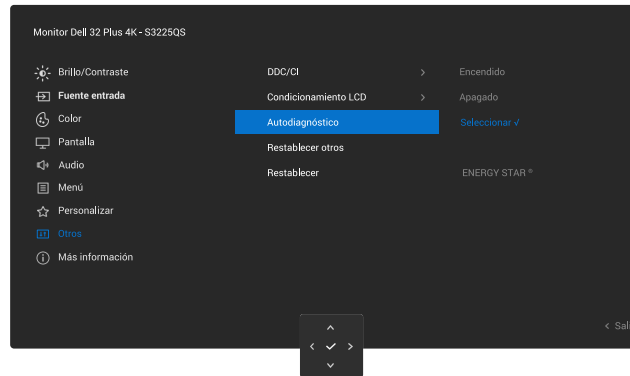 Monitor Dell 32 Plus 4K - S3225QS
Brillo/Contraste
DDC/CI
Encendido
Fuente entrada
Condicionamiento LCD
Apagado
Color
Autodiagnóstico
Seleccionar √
Pantalla
Restablecer otros
Audio
Restablecer
ENERGY STAR ®
Menú
Personalizar
Otros
Más información